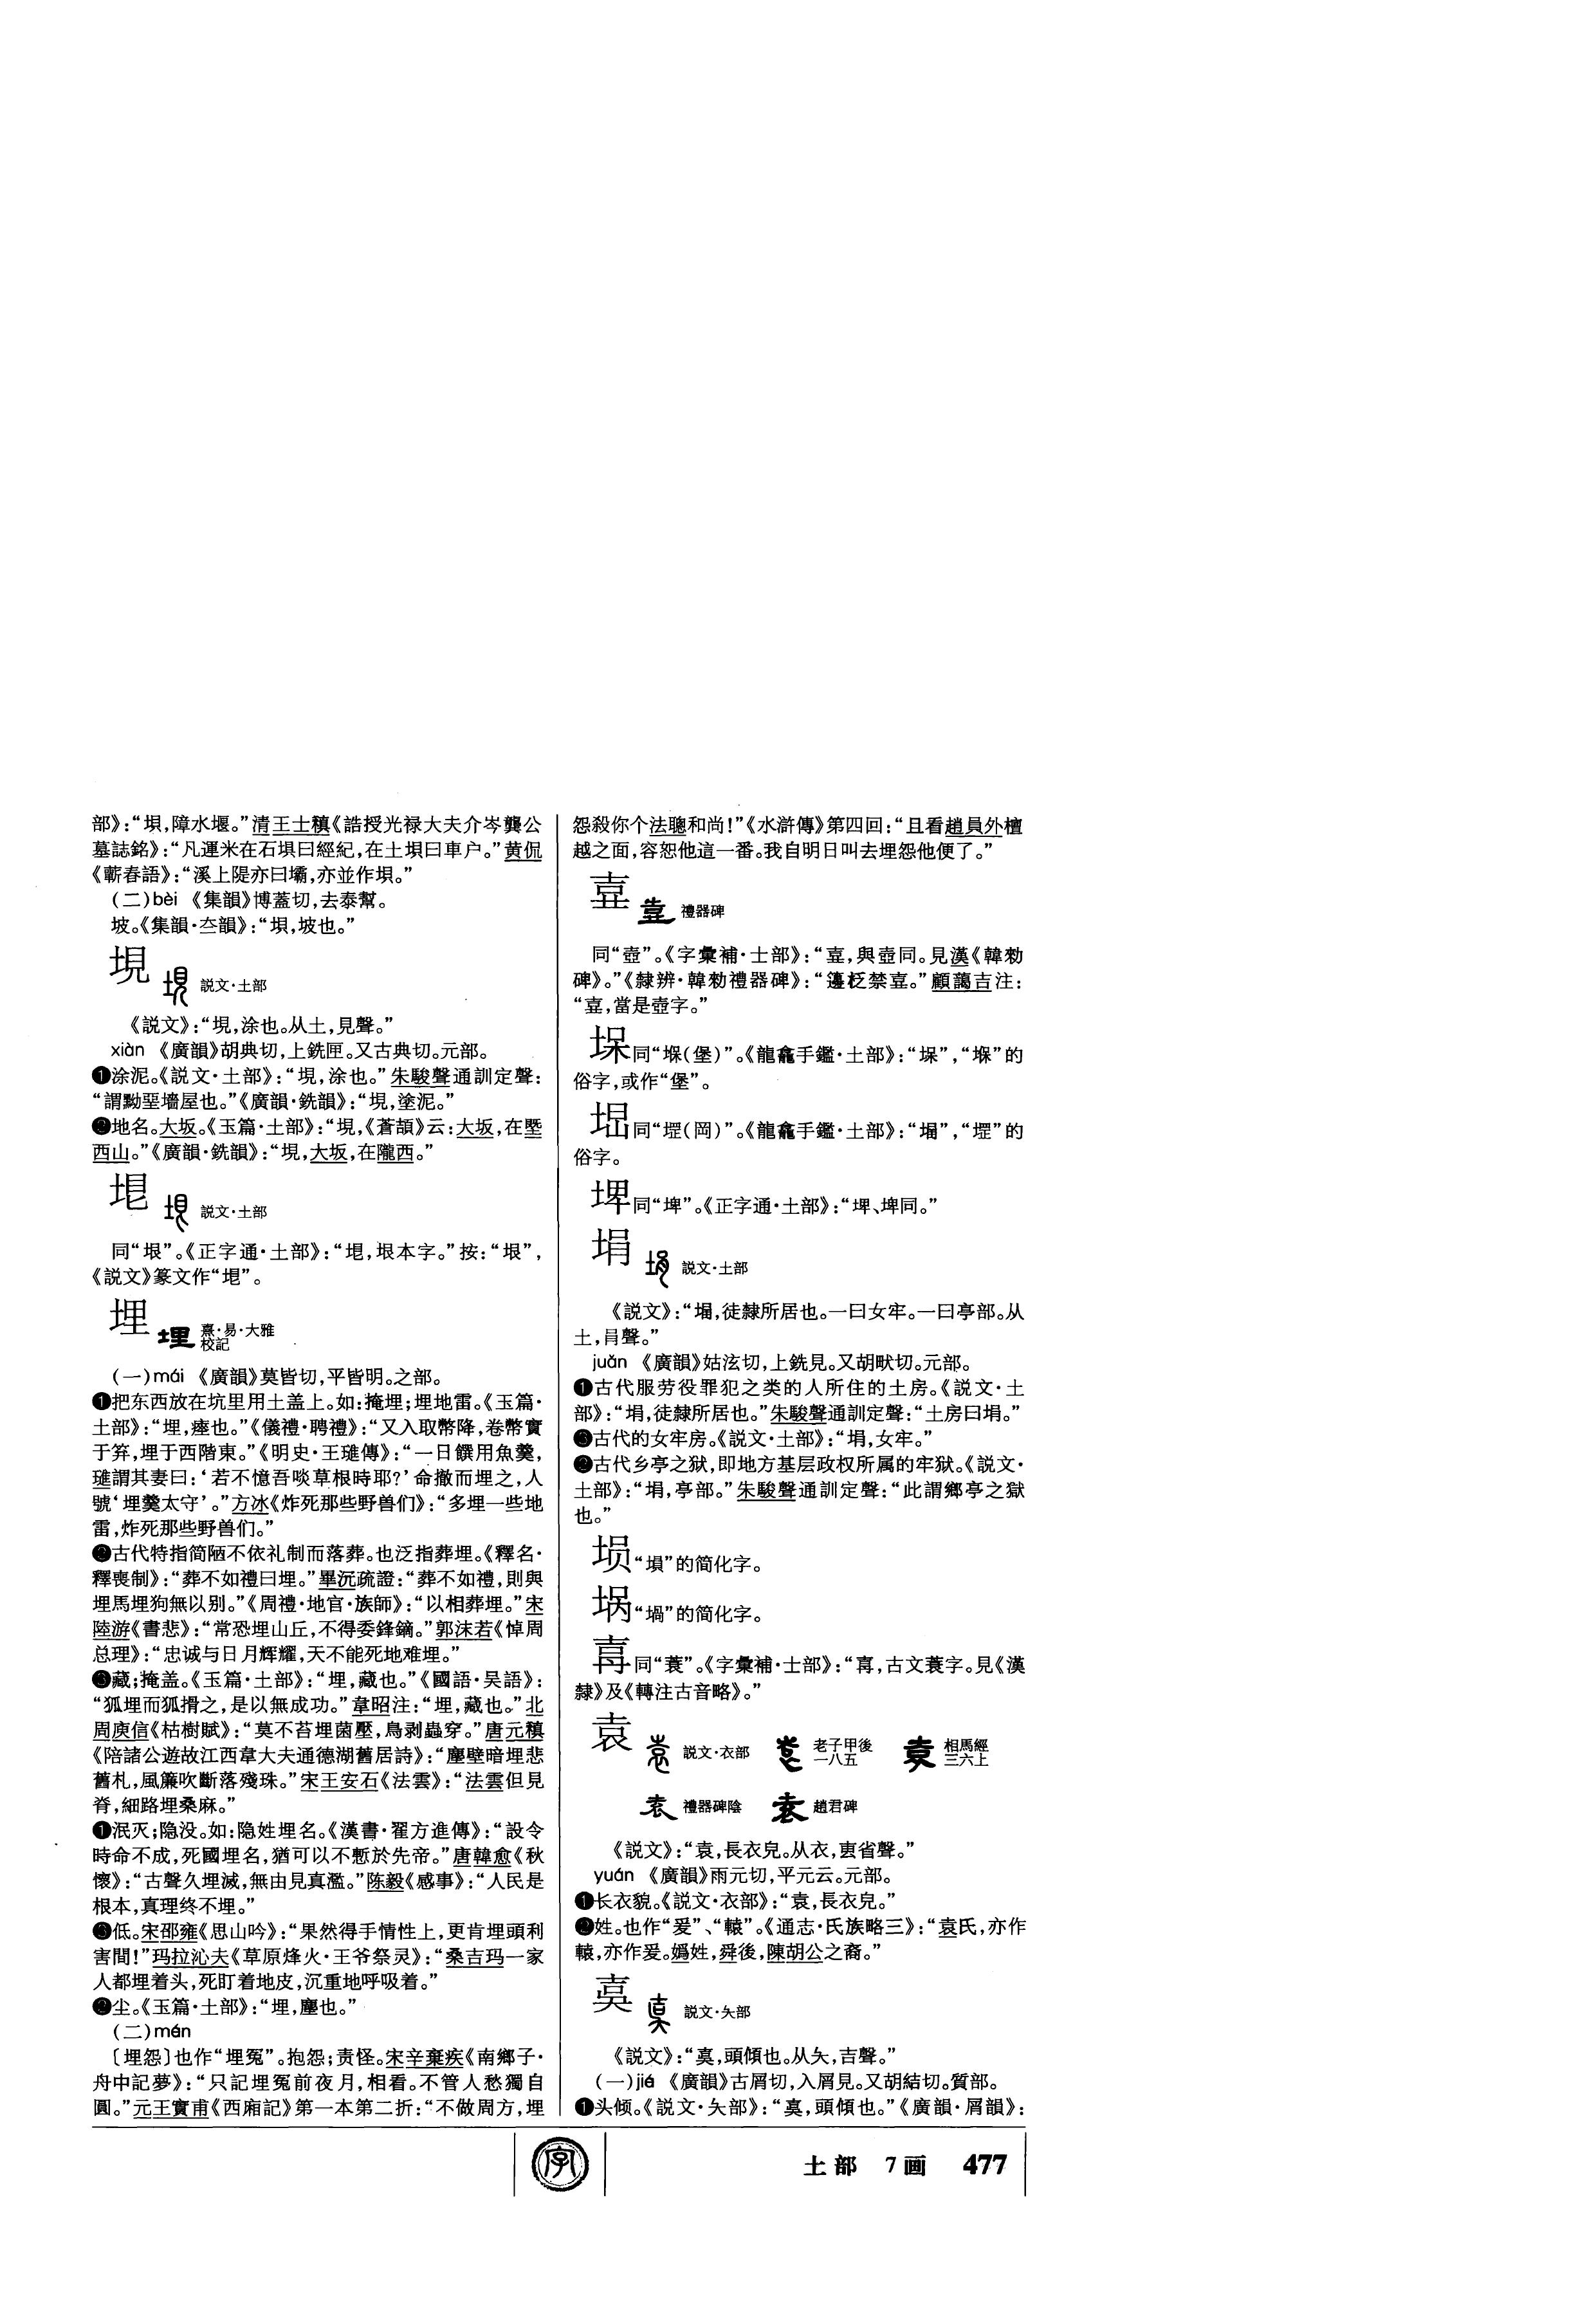 部》：“垻，障水堰。”清王士稹《誥授光禄大夫介岑龔公
墓誌銘》：“凡運米在石垻曰經紀，在土垻曰車户。”黄侃
《蘄春語》：“溪上隄亦曰壩，亦並作垻。”
(二)bèi 《集韻》博蓋切，去泰幫。
坡。《集韻·夳韻》：“垻，坡也。”
垷 説文·土部
《説文》：“垷，涂也。从土，見聲。”
xiàn 《廣韻》胡典切，上銑匣。又古典切。元部。
❶涂泥。《説文·土部》：“垷，涂也。”朱駿聲通訓定聲：
“謂黝堊墻屋也。”《廣韻·銑韻》：“垷，塗泥。”
❷地名。大坂。《玉篇·土部》：“垷，《蒼頡》云：大坂，在
西山。”《廣韻·銑韻》：“垷，大坂，在隴西。”
説文·土部
同“垠”。《正字通·土部》：“，垠本字。”按：“垠”，
《説文》篆文作“”。
埋 熹·易·大雅
校記
(一)mái 《廣韻》莫皆切，平皆明。之部。
❶把东西放在坑里用土盖上。如：掩埋；埋地雷。《玉篇·
土部》：“埋，瘞也。”《儀禮·聘禮》：“又入取幣降，卷幣實
于筓，埋于西階東。”《明史·王璡傳》：“一日饌用魚羹，
璡謂其妻曰：‘若不憶吾啖草根時耶？’命撤而埋之，人
號‘埋羹太守’。”方冰《炸死那些野兽们》：“多埋一些地
雷，炸死那些野兽们。”
❷古代特指简陋不依礼制而落葬。也泛指葬埋。《釋名·
釋喪制》：“葬不如禮曰埋。”畢沅疏證：“葬不如禮，則與
埋馬埋狗無以别。”《周禮·地官·族師》：“以相葬埋。”宋
陸游《書悲》：“常恐埋山丘，不得委鋒鏑。”郭沫若《悼周
总理》：“忠诚与日月辉耀，天不能死地难埋。”
❸藏；掩盖。《玉篇·土部》：“埋，藏也。”《國語·吴語》：
“狐埋而狐搰之，是以無成功。”韋昭注：“埋，藏也。”北
周庾信《枯樹賦》：“莫不苔埋菌壓，鳥剥蟲穿。”唐元稹
《陪諸公遊故江西韋大夫通德湖舊居詩》：“塵壁暗埋悲
舊札，風簾吹斷落殘珠。”宋王安石《法雲》：“法雲但見
脊，細路埋桑麻。”
❶泯灭；隐没。如：隐姓埋名。《漢書·翟方進傳》：“設令
時命不成，死國埋名，猶可以不慙於先帝。”唐韓愈《秋
懷》：“古聲久埋滅，無由見真濫。”陈毅《感事》：“人民是
根本，真理终不埋。”
❸低。宋邵雍《思山吟》：“果然得手情性上，更肯埋頭利
害間！”玛拉沁夫《草原烽火·王爷祭灵》：“桑吉玛一家
人都埋着头，死盯着地皮，沉重地呼吸着。”
❷尘。《玉篇·土部》：“埋，塵也。”
(二)mán
〔埋怨〕也作“埋冤”。抱怨；责怪。宋辛棄疾《南鄉子·
舟中記夢》：“只記埋冤前夜月，相看。不管人愁獨自
圓。”元王實甫《西廂記》第一本第二折：“不做周方，埋
怨殺你个法聰和尚！”《水滸傳》第四回：“且看趙員外檀
越之面，容恕他這一番。我自明日叫去埋怨他便了。”
禮器碑
同“壺”。《字彙補·士部》：“，與壺同。見漢《韓勑
碑》。”《隸辨·韓勑禮器碑》：“籩柉禁。”顧藹吉注：
“，當是壺字。”
同“堢(堡)”。《龍龕手鑑·土部》：“”，“堢”的
俗字，或作“堡”。
同“堽(岡)”。《龍龕手鑑·土部》：“”，“堽”的
俗字。
同“埤”。《正字通·土部》：“、埤同。”
埍 説文·土部
《説文》：“埍，徒隸所居也。一曰女牢。一曰亭部。从
土，肙聲。”
juǎn 《廣韻》姑泫切，上銑見。又胡畎切。元部。
❶古代服劳役罪犯之类的人所住的土房。《説文·土
部》：“埍，徒隸所居也。”朱駿聲通訓定聲：“土房曰埍。”
❸古代的女牢房。《説文·土部》：“埍，女牢。”
❷古代乡亭之狱，即地方基层政权所属的牢狱。《説文·
土部》：“埍，亭部。”朱駿聲通訓定聲：“此謂鄉亭之獄
也。”
埙“塤”的简化字。
埚“堝”的简化字。
同“蓑”。《字彙補·士部》：“，古文蓑字。見《漢
隸》及《轉注古音略》。”
袁 説文·衣部 老子甲後
一八五 相馬經
三六上
禮器碑陰 趙君碑
《説文》：“袁，長衣皃。从衣，叀省聲。”
yuán 《廣韻》雨元切，平元云。元部。
❶长衣貌。《説文·衣部》：“袁，長衣皃。”
❷姓。也作“爰”、“轅”。《通志·氏族略三》：“袁氏，亦作
轅，亦作爰。嬀姓，舜後，陳胡公之裔。”
説文·夨部
《説文》：“，頭傾也。从夨，吉聲。”
(一)jié 《廣韻》古屑切，入屑見。又胡結切。質部。
❶头倾。《説文·夨部》：“，頭傾也。”《廣韻·屑韻》：
字
土部 7画 477